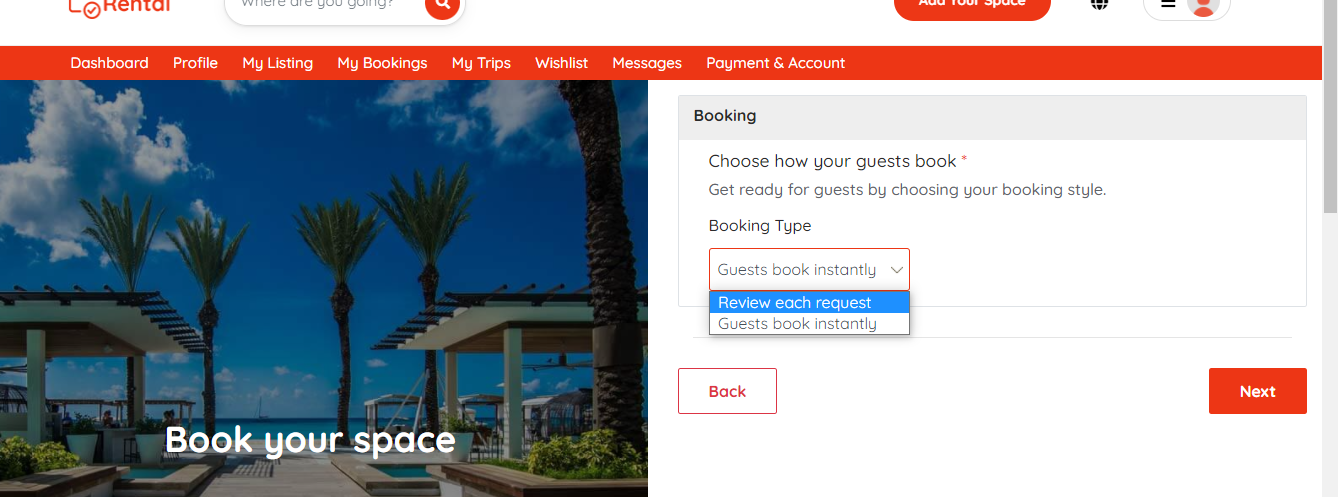 Rental
Where are you going?
Add Your Space
Dashboard Profile My Listing My Bookings My Trips Wishlist Messages Payment & Account
Booking
Choose how your guests book *
Get ready for guests by choosing your booking style.
Booking Type
Guests book instantly
Review each request
Guests book instantly
Back
Next
Book your space